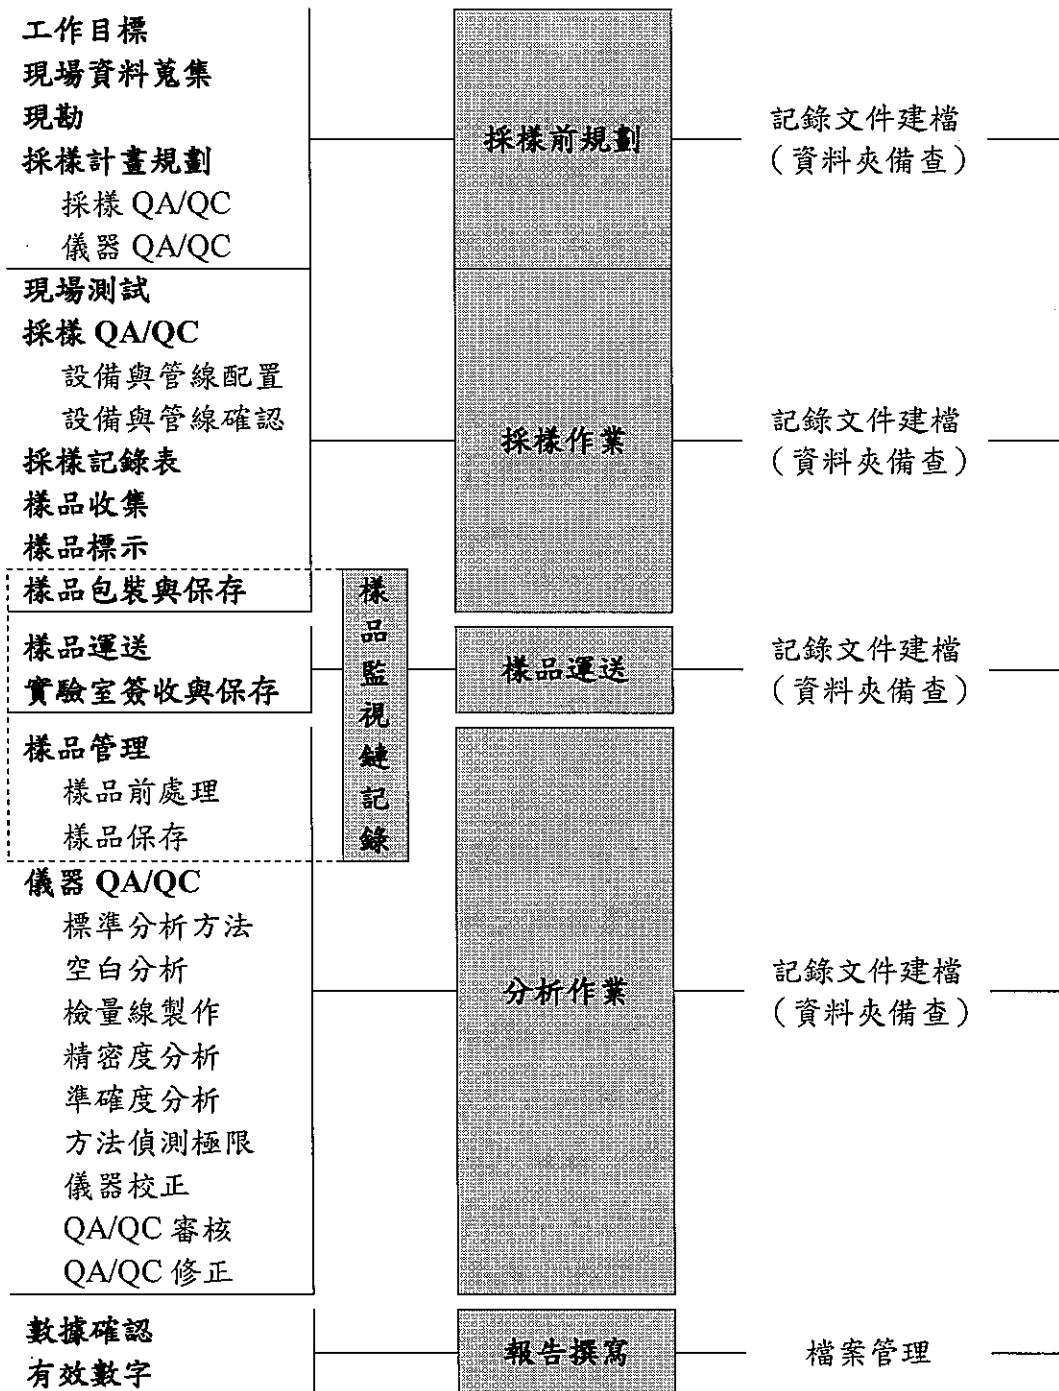 工作目標
現場資料蒐集
現勘
採樣計畫規劃
採樣 QA/QC
儀器 QA/QC
採樣前規劃
記錄文件建檔
（資料夾備查）
現場測試
採樣 QA/QC
設備與管線配置
設備與管線確認
採樣記錄表
樣品收集
樣品標示
樣品包裝與保存
採樣作業
記錄文件建檔
（資料夾備查）
樣品運送
實驗室簽收與保存
樣品監視鏈記錄
樣品運送
記錄文件建檔
（資料夾備查）
樣品管理
樣品前處理
樣品保存
儀器 QA/QC
標準分析方法
空白分析
檢量線製作
精密度分析
準確度分析
方法偵測極限
儀器校正
QA/QC 審核
QA/QC 修正
分析作業
記錄文件建檔
（資料夾備查）
數據確認
有效數字
報告撰寫
檔案管理